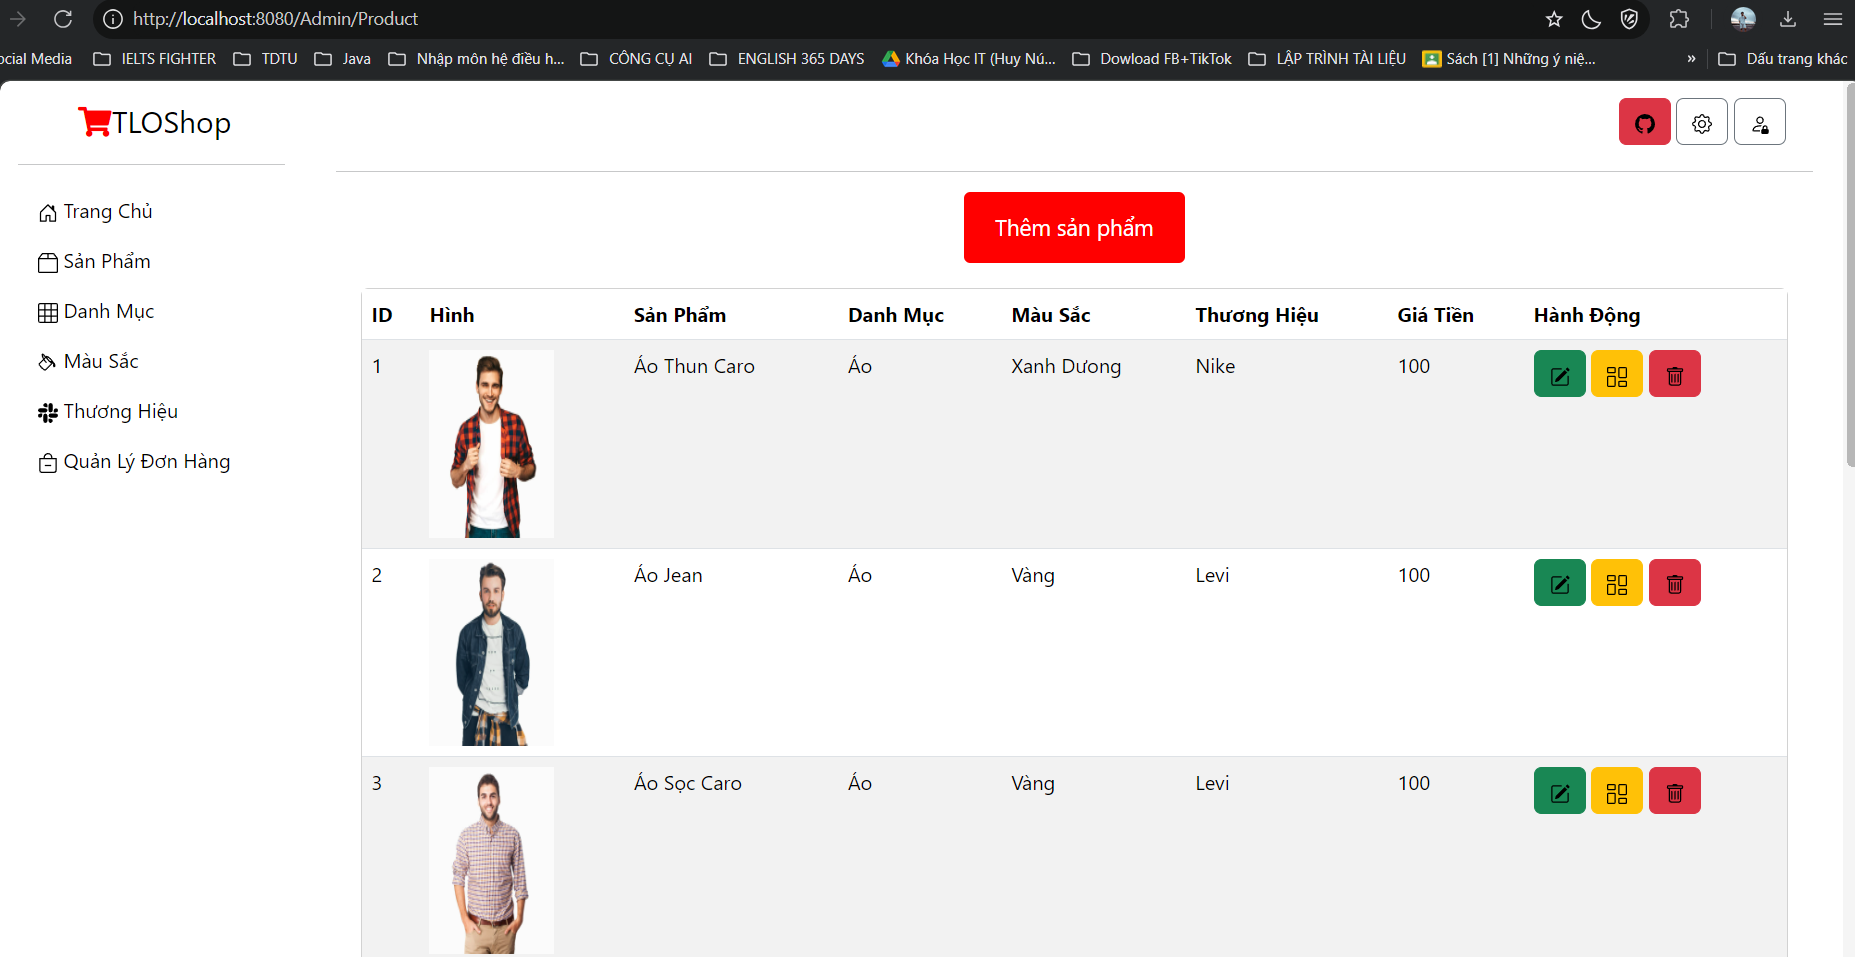 http://localhost:8080/Admin/Product
ocial Media IELTS FIGHTER TDTU Java Nhập môn hệ điều h... CÔNG CỤ AI ENGLISH 365 DAYS Khóa Học IT (Huy Nú... Dowload FB+TikTok LẬP TRÌNH TÀI LIỆU Sách [1] Những ý niệ... » Dấu trang khác
TLOShop
Trang Chủ
Sản Phẩm
Danh Mục
Màu Sắc
Thương Hiệu
Quản Lý Đơn Hàng
Thêm sản phẩm
ID Hình Sản Phẩm Danh Mục Màu Sắc Thương Hiệu Giá Tiền Hành Động
1 Áo Thun Caro Áo Xanh Dương Nike 100
2 Áo Jean Áo Vàng Levi 100
3 Áo Sọc Caro Áo Vàng Levi 100